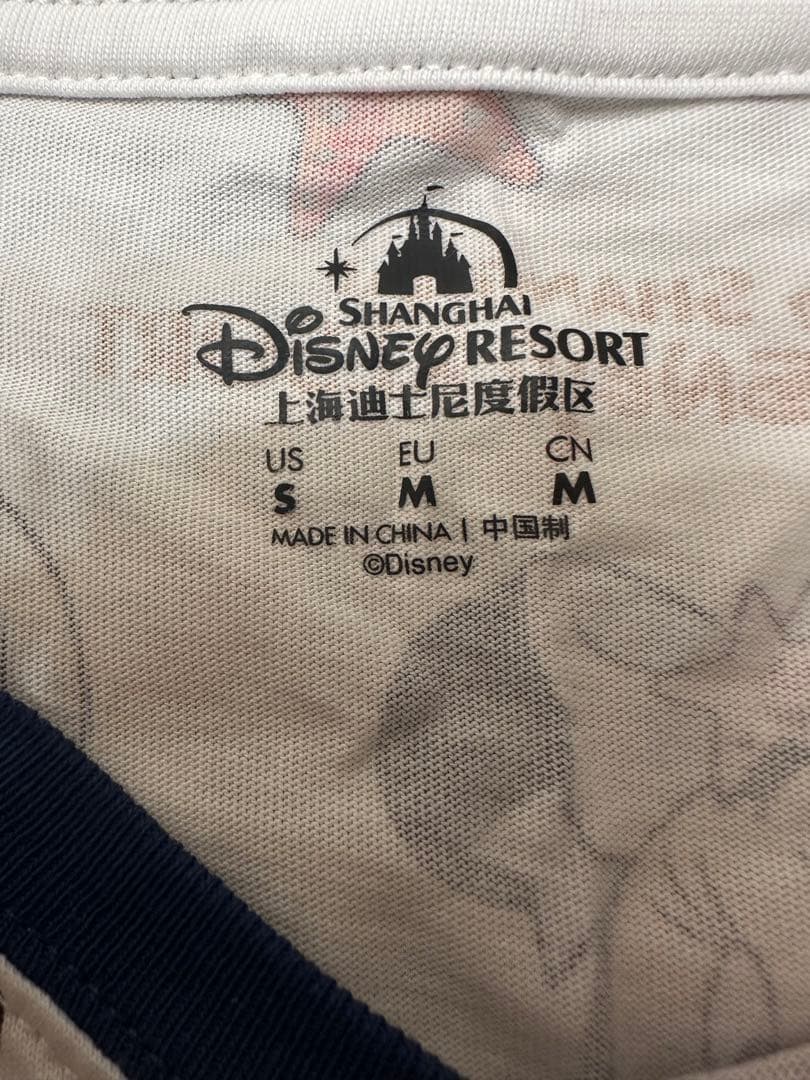 SHANGHAI
Disney RESORT
上海迪士尼度假区
US EU CN
S M M
MADE IN CHINA | 中国制
©Disney